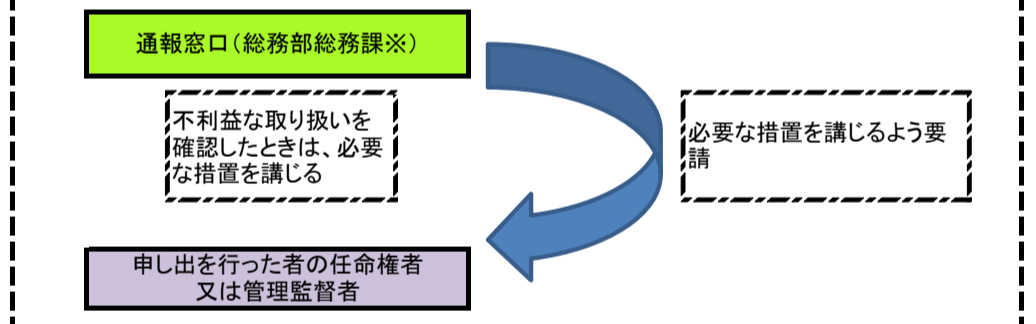 通報窓口（総務部総務課※）
不利益な取り扱いを
確認したときは、必要
な措置を講じる
必要な措置を講じるよう要
請
申し出を行った者の任命権者
又は管理監督者